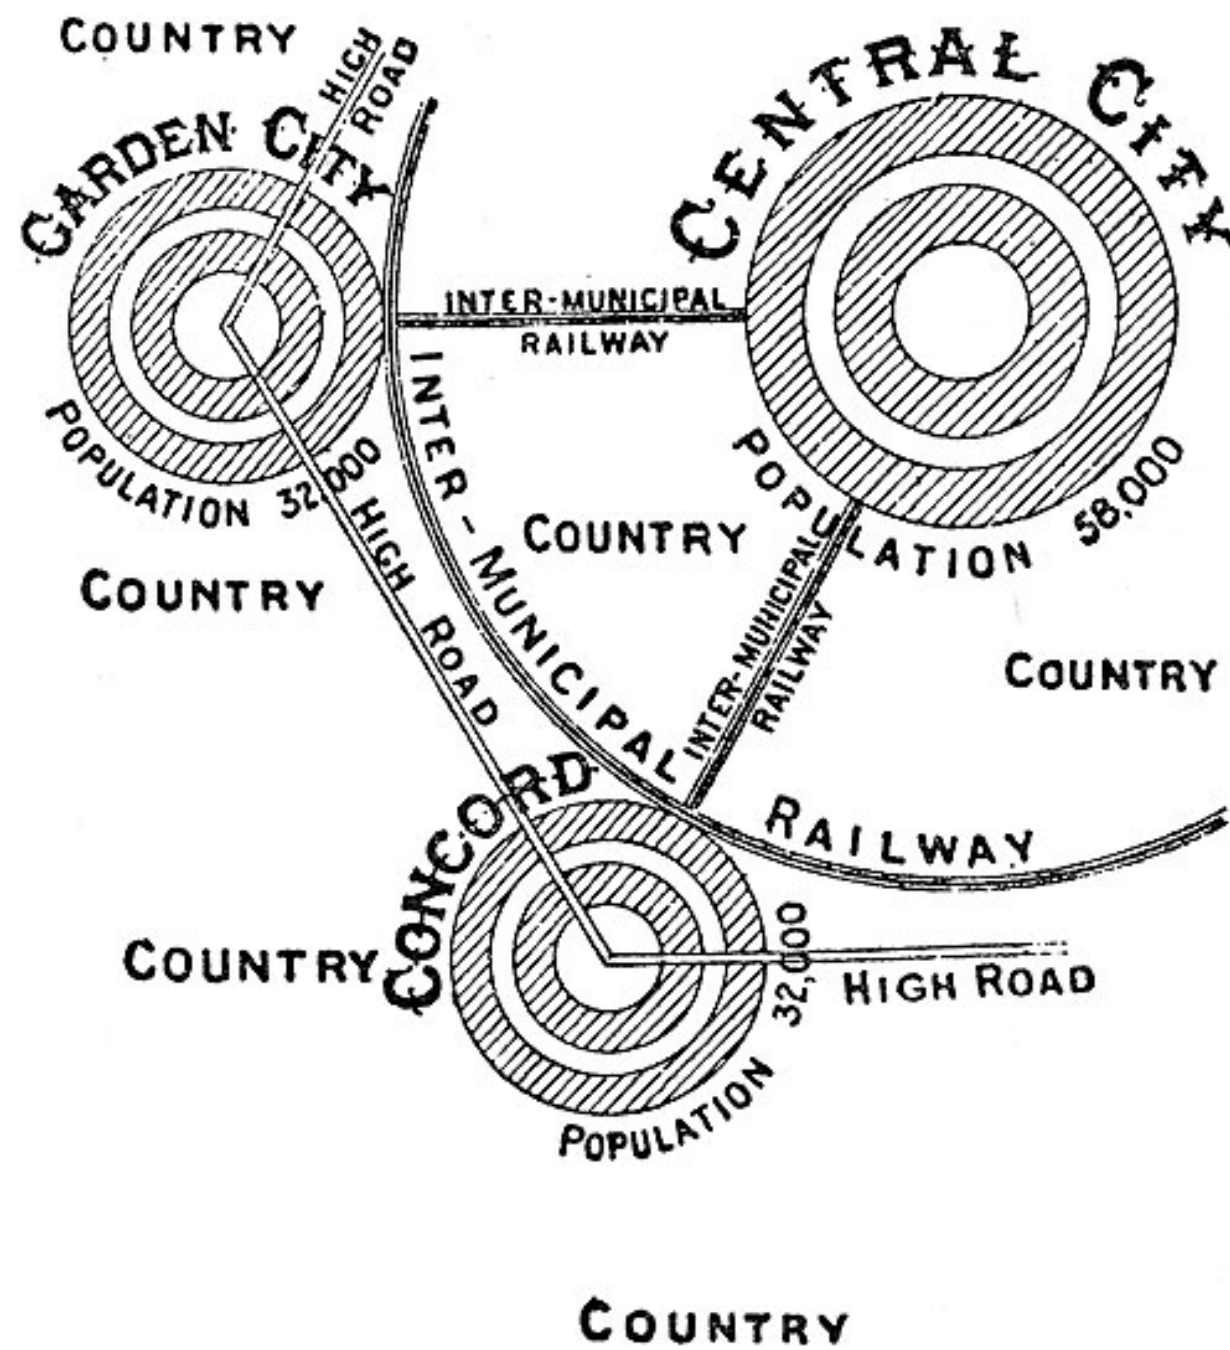 COUNTRY
HIGH
ROAD
GARDEN CITY
CENTRAL CITY
INTER-MUNICIPAL
RAILWAY
POPULATION 32,000
POPULATION 58,000
COUNTRY
COUNTRY
HIGH ROAD
INTER-MUNICIPAL RAILWAY
INTER-MUNICIPAL
RAILWAY
COUNTRY
CONCORD
COUNTRY
HIGH ROAD
POPULATION 32,000
COUNTRY